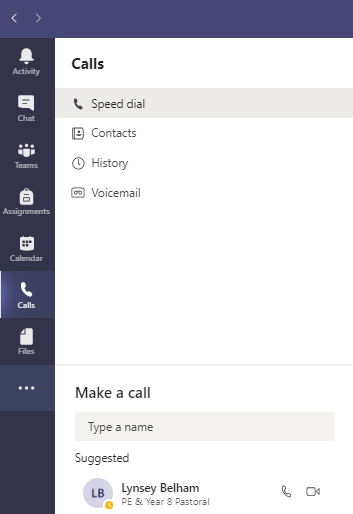 Calls
Activity
Chat
Teams
Assignments
Calendar
Calls
Files
Speed dial
Contacts
History
Voicemail
Make a call
Type a name
Suggested
LB
Lynsey Belham
PE & Year 8 Pastoral